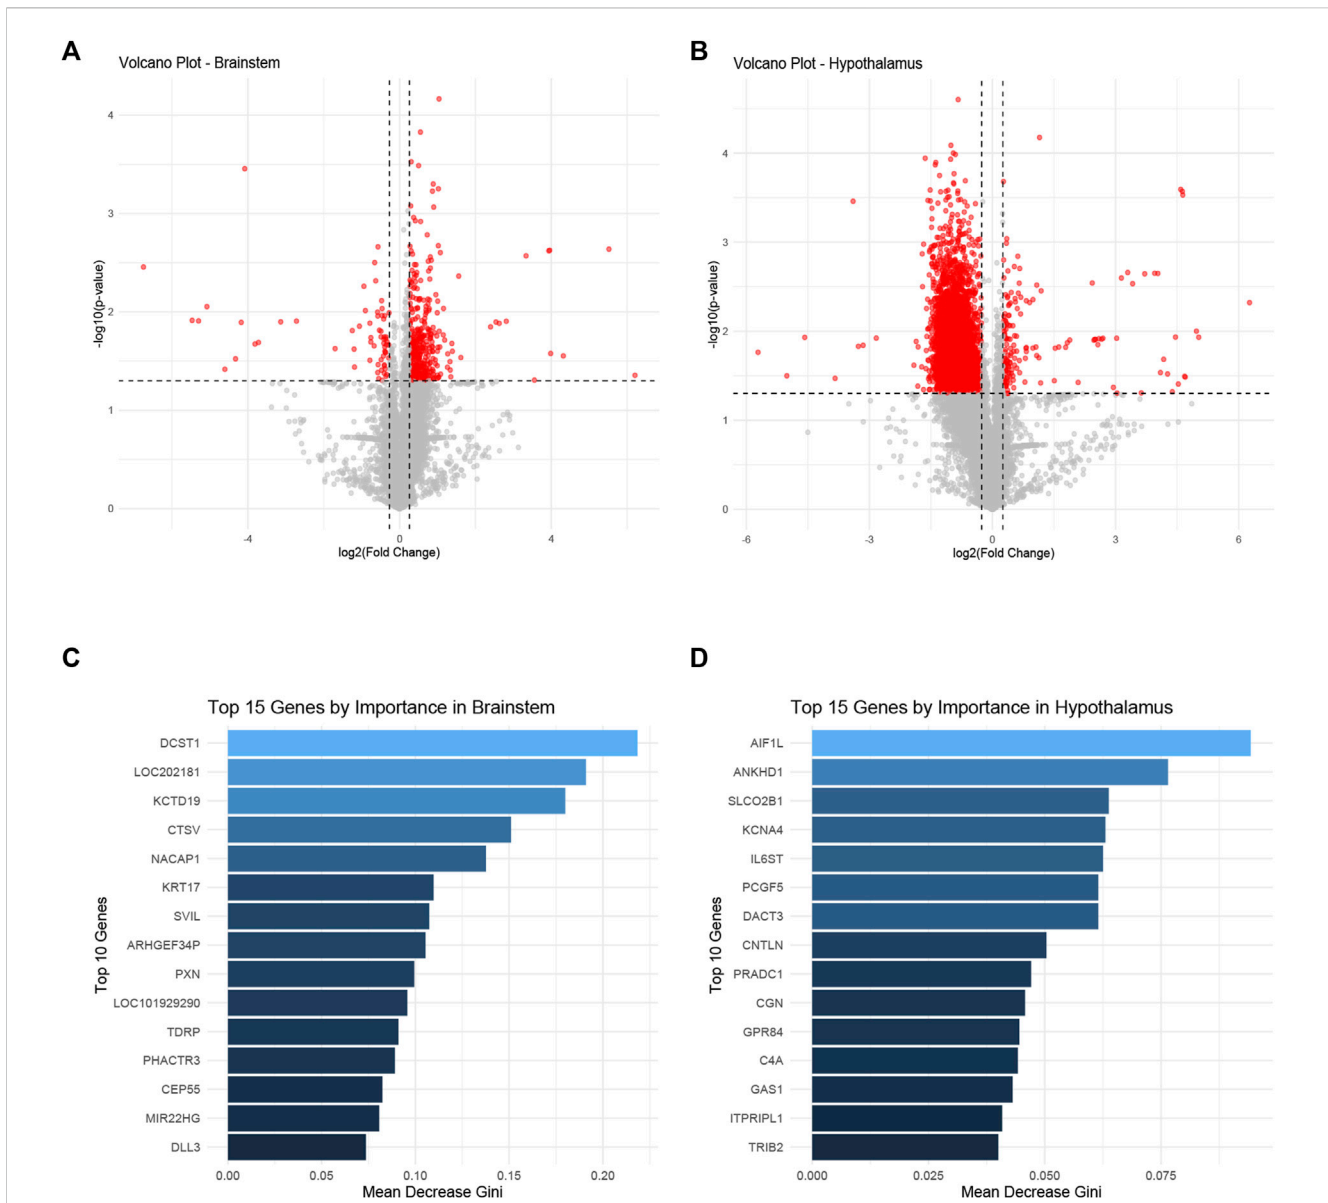 A
Volcano Plot - Brainstem
4
3
2
1
0
-log10(p-value)
-4
0
4
log2(Fold Change)
B
Volcano Plot - Hypothalamus
4
3
2
1
0
-log10(p-value)
-6
-3
0
3
6
log2(Fold Change)
C
Top 15 Genes by Importance in Brainstem
Top 10 Genes
DCST1
LOC202181
KCTD19
CTSV
NACAP1
KRT17
SVIL
ARHGEF34P
PXN
LOC101929290
TDRP
PHACTR3
CEP55
MIR22HG
DLL3
0.00
0.05
0.10
0.15
0.20
Mean Decrease Gini
D
Top 15 Genes by Importance in Hypothalamus
Top 10 Genes
AIF1L
ANKHD1
SLCO2B1
KCNA4
IL6ST
PCGF5
DACT3
CNTLN
PRADC1
CGN
GPR84
C4A
GAS1
ITPRIPL1
TRIB2
0.000
0.025
0.050
0.075
Mean Decrease Gini